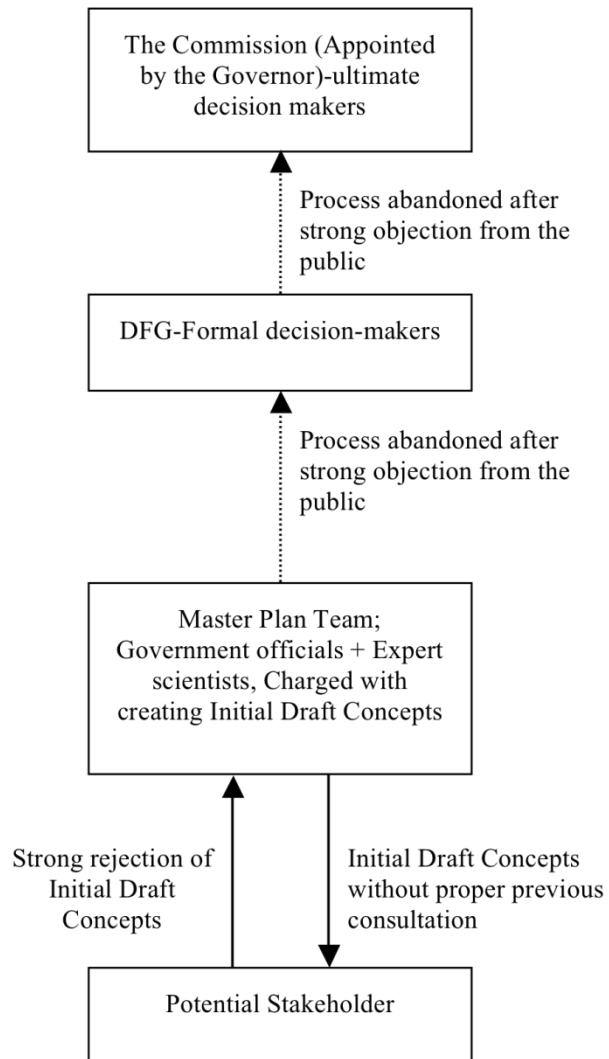 The Commission (Appointed
by the Governor)-ultimate
decision makers
Process abandoned after
strong objection from the
public
DFG-Formal decision-makers
Process abandoned after
strong objection from the
public
Master Plan Team;
Government officials + Expert
scientists, Charged with
creating Initial Draft Concepts
Strong rejection of
Initial Draft
Concepts
Initial Draft Concepts
without proper previous
consultation
Potential Stakeholder